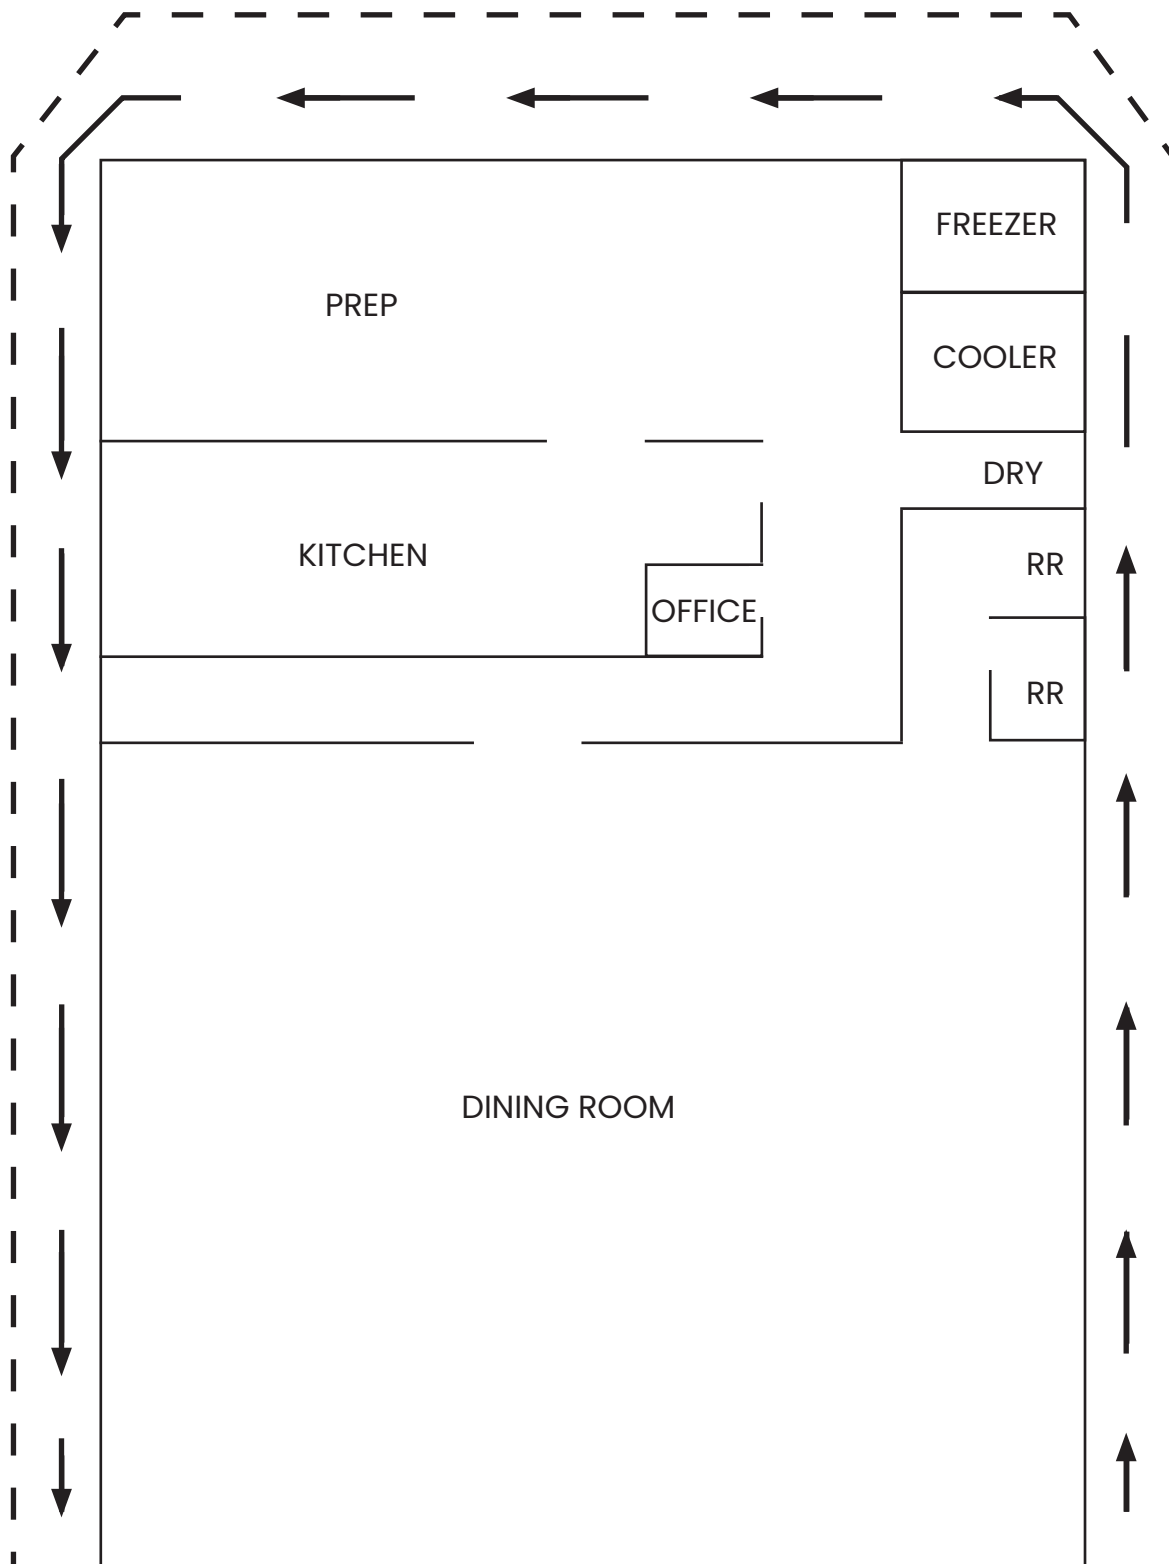 FREEZER
PREP
COOLER
DRY
KITCHEN
RR
OFFICE
RR
DINING ROOM